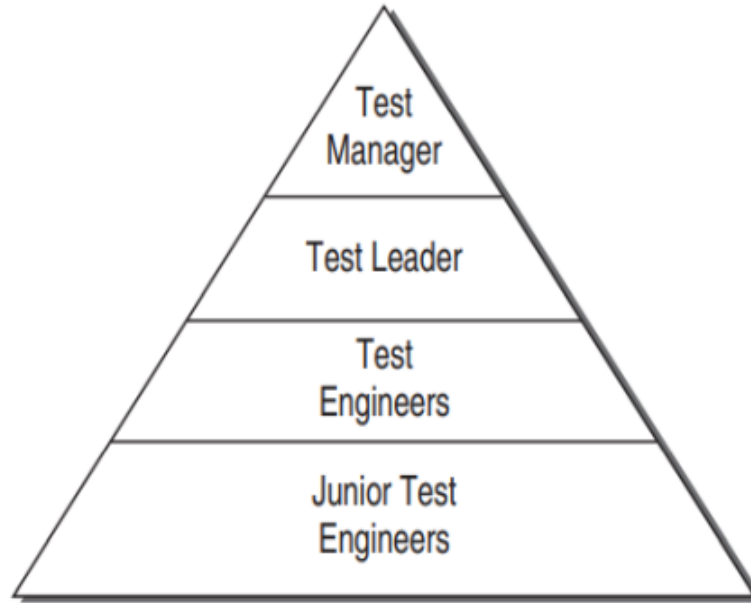 Test
Manager
Test Leader
Test
Engineers
Junior Test
Engineers